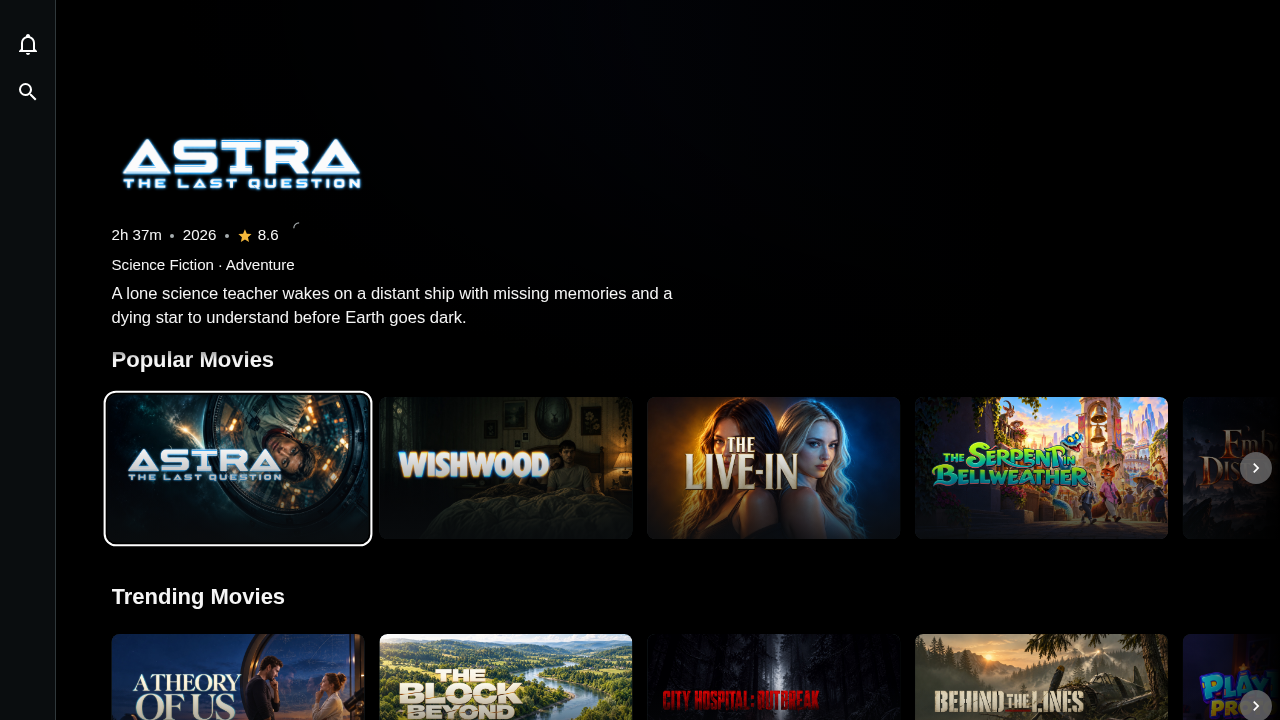 ASTRA
THE LAST QUESTION
2h 37m • 2026 • 8.6
Science Fiction · Adventure
A lone science teacher wakes on a distant ship with missing memories and a
dying star to understand before Earth goes dark.
Popular Movies
ASTRA
THE LAST QUESTION
WISHWOOD
THE
LIVE-IN
THE SERPENT IN
BELLWEATHER
Trending Movies
A THEORY
OF US
THE
BLOCK
BEYOND
CITY HOSPITAL: OUTBREAK
BEHIND THE LINES
PLAY